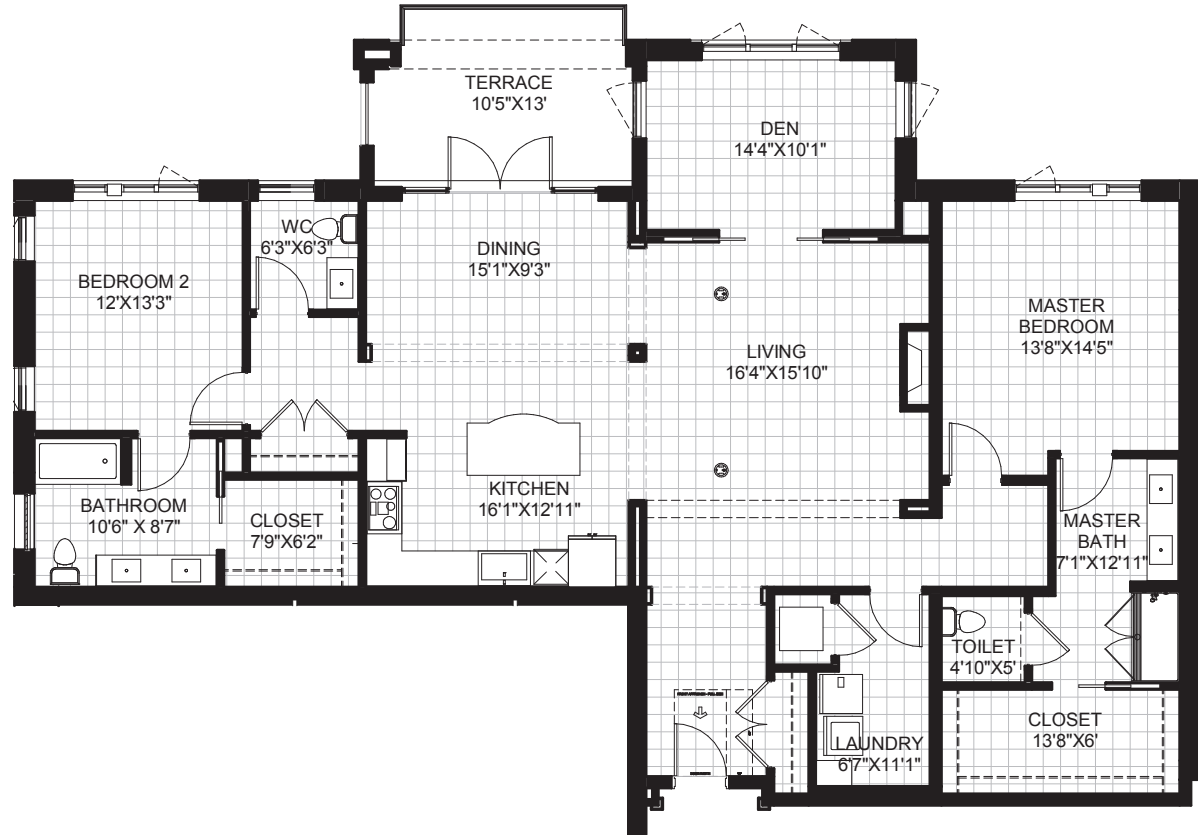 TERRACE
10'5"X13'
DEN
14'4"X10'1"
WC
6'3"X6'3"
DINING
15'1"X9'3"
BEDROOM 2
12'X13'3"
MASTER
BEDROOM
13'8"X14'5"
LIVING
16'4"X15'10"
KITCHEN
16'1"X12'11"
BATHROOM
10'6" X 8'7"
CLOSET
7'9"X6'2"
MASTER
BATH
7'1"X12'11"
TOILET
4'10"X5'
CLOSET
13'8"X6'
LAUNDRY
6'7"X11'1"